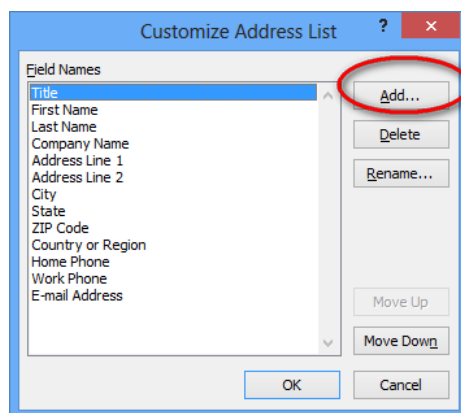 Customize Address List ? ×
Field Names
Title
First Name
Last Name
Company Name
Address Line 1
Address Line 2
City
State
ZIP Code
Country or Region
Home Phone
Work Phone
E-mail Address
Add...
Delete
Rename...
Move Up
Move Down
OK Cancel